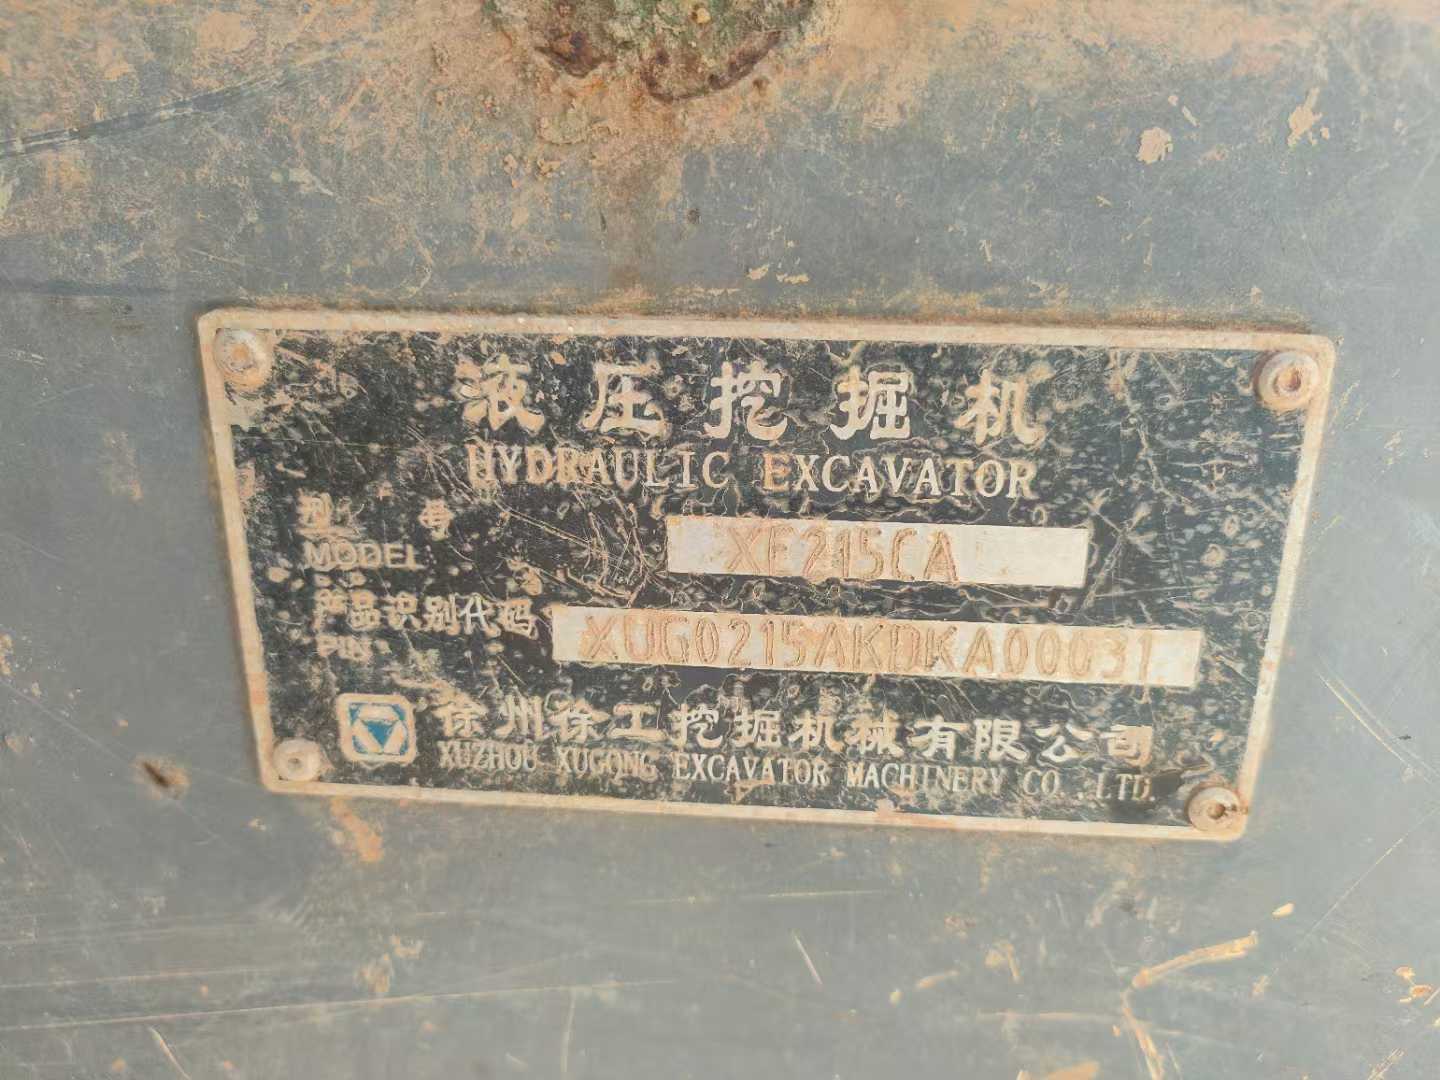 液压挖掘机
HYDRAULIC EXCAVATOR
型 号
MODEL
XE215CA
产品识别代码
PIN
XUG0215AKDKA00031
徐州徐工挖掘机械有限公司
XUZHOU XUGONG EXCAVATOR MACHINERY CO.,LTD.